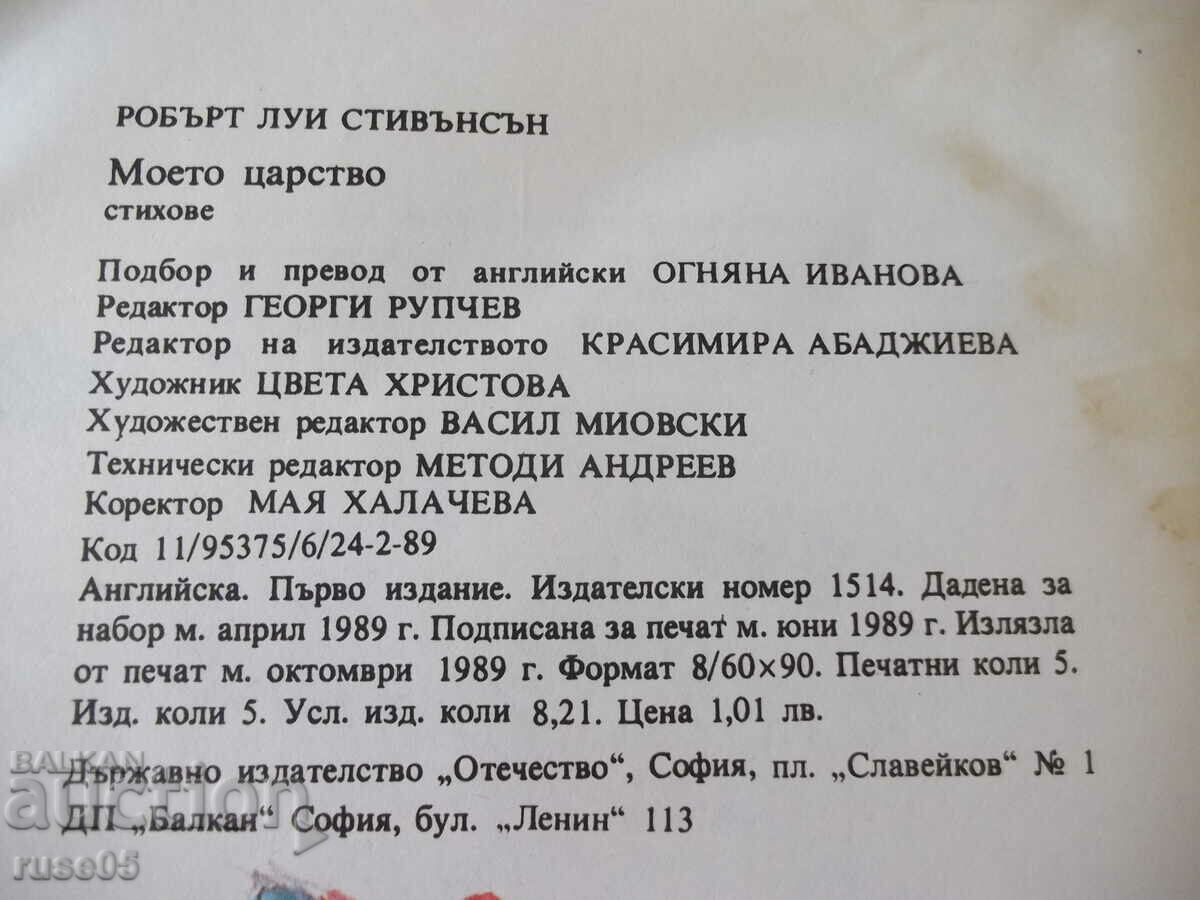 РОБЪРТ ЛУИ СТИВЪНСЪН
Моето царство
стихове
Подбор и превод от английски ОГНЯНА ИВАНОВА
Редактор ГЕОРГИ РУПЧЕВ
Редактор на издателството КРАСИМИРА АБАДЖИЕВА
Художник ЦВЕТА ХРИСТОВА
Художествен редактор ВАСИЛ МИОВСКИ
Технически редактор МЕТОДИ АНДРЕЕВ
Коректор МАЯ ХАЛАЧЕВА
Код 11/95375/6/24-2-89
Английска. Първо издание. Издателски номер 1514. Дадена за
набор м. април 1989 г. Подписана за печат м. юни 1989 г. Излязла
от печат м. октомври 1989 г. Формат 8/60×90. Печатни коли 5.
Изд. коли 5. Усл. изд. коли 8,21. Цена 1,01 лв.
Държавно издателство „Отечество“, София, пл. „Славейков“ № 1
ДП „Балкан“ София, бул. „Ленин“ 113
BALKAN
auction
ruse05